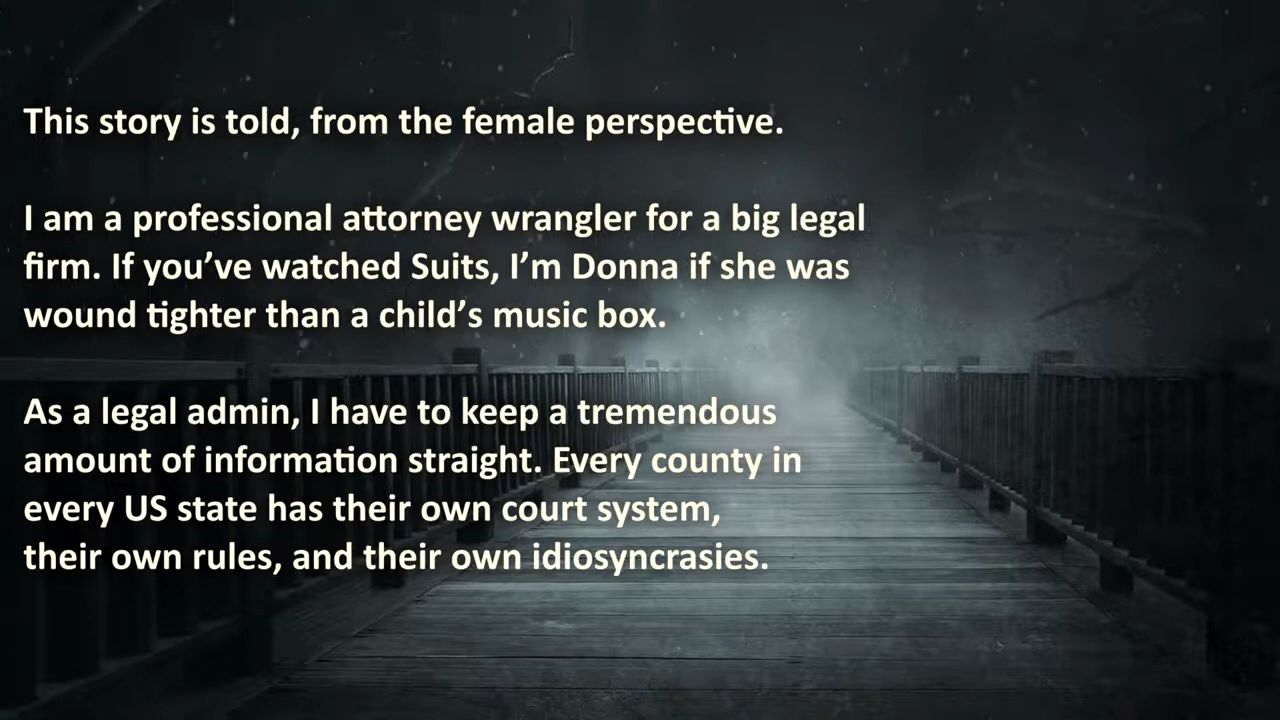 This story is told, from the female perspective.
I am a professional attorney wrangler for a big legal
firm. If you’ve watched Suits, I’m Donna if she was
wound tighter than a child’s music box.
As a legal admin, I have to keep a tremendous
amount of information straight. Every county in
every US state has their own court system,
their own rules, and their own idiosyncrasies.